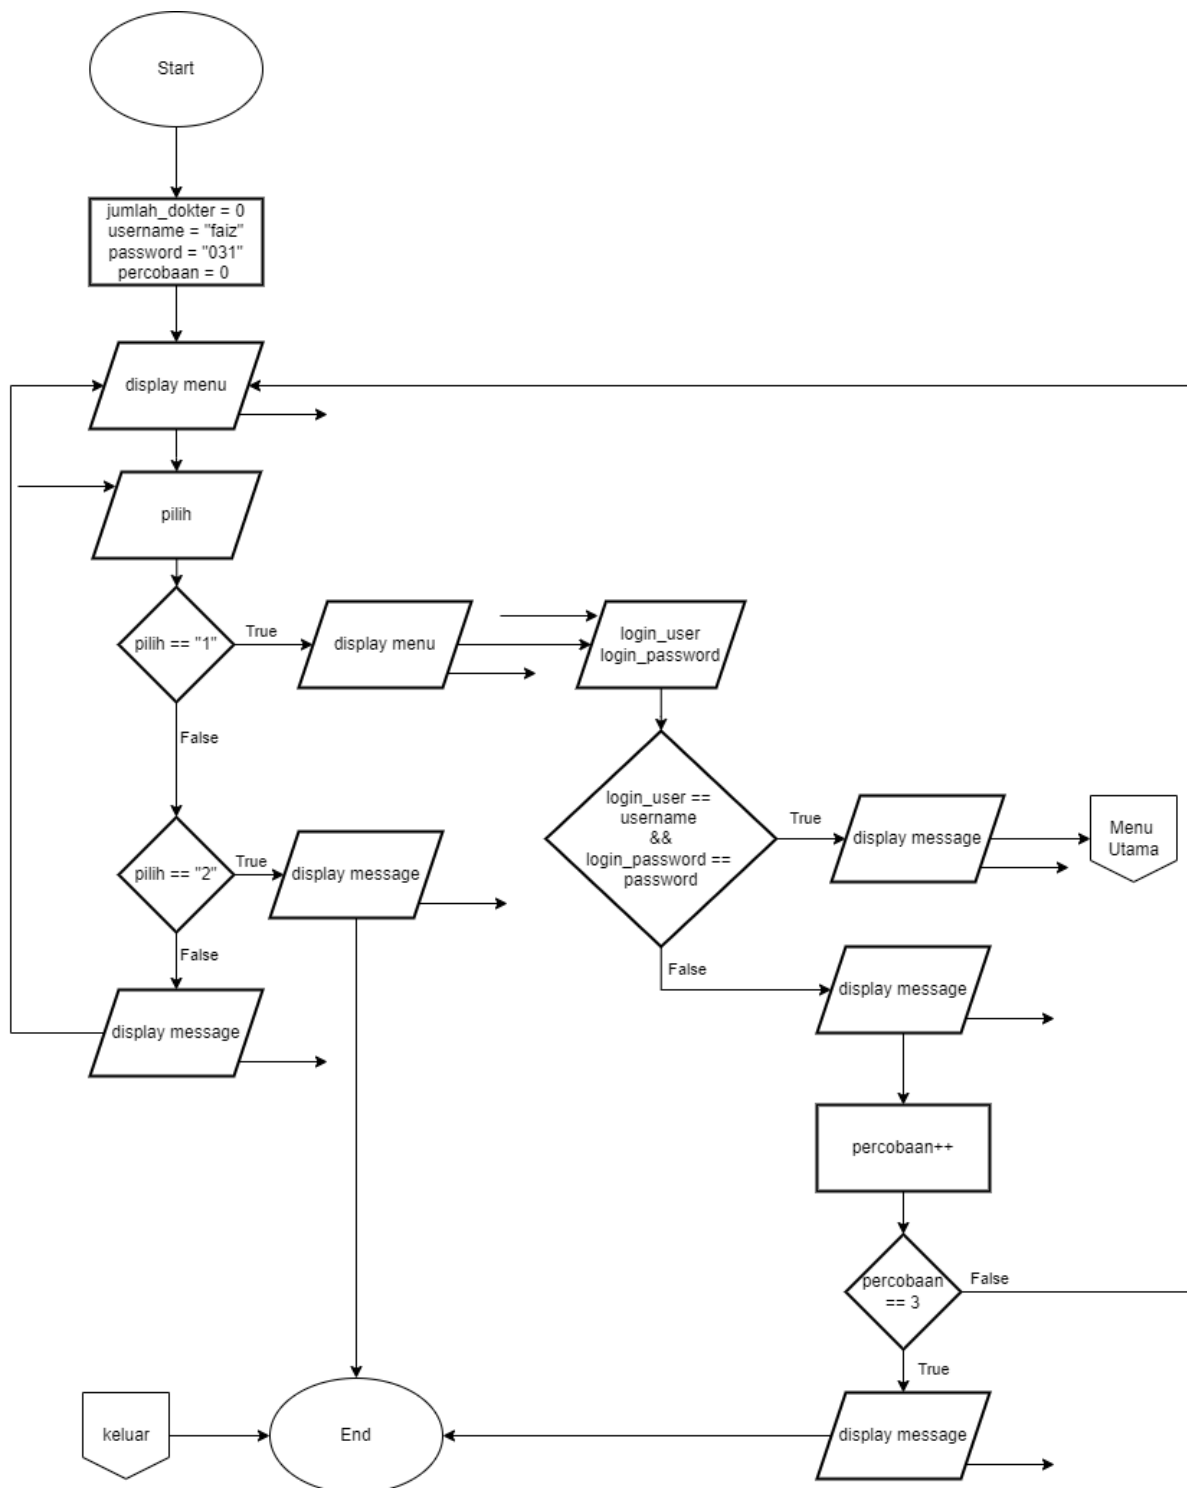 Start
jumlah_dokter = 0
username = "faiz"
password = "031"
percobaan = 0
display menu
pilih
pilih == "1"
True
display menu
login_user
login_password
False
login_user ==
username
&&
login_password ==
password
True
display message
Menu
Utama
pilih == "2"
True
display message
False
False
display message
display message
percobaan++
percobaan
== 3
False
True
keluar
End
display message